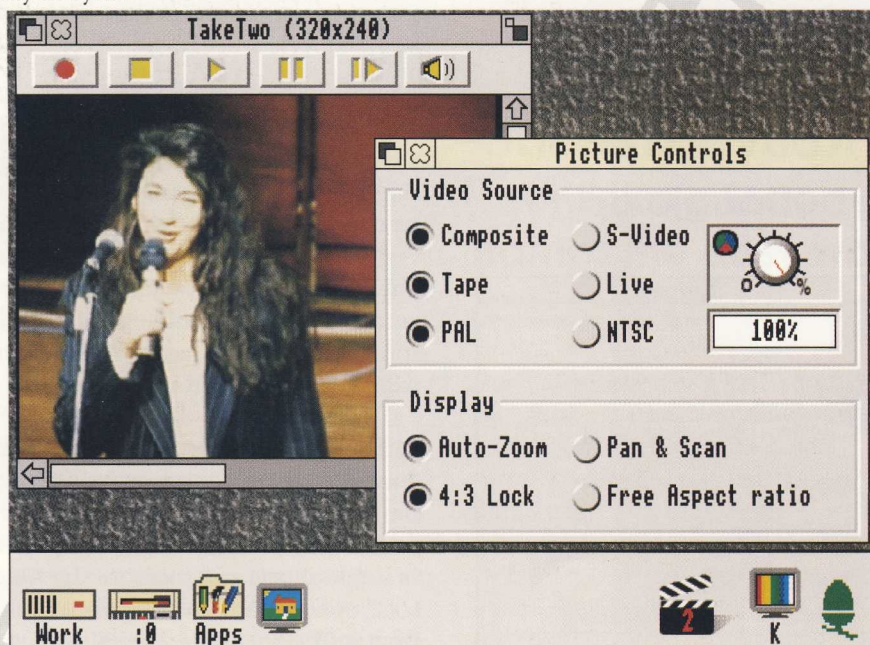 TakeTwo (320x240)
Picture Controls
Video Source
Composite
S-Video
Tape
Live
PAL
NTSC
0
%
100%
Display
Auto-Zoom
Pan & Scan
4:3 Lock
Free Aspect ratio
2
Work
:0
Apps
K